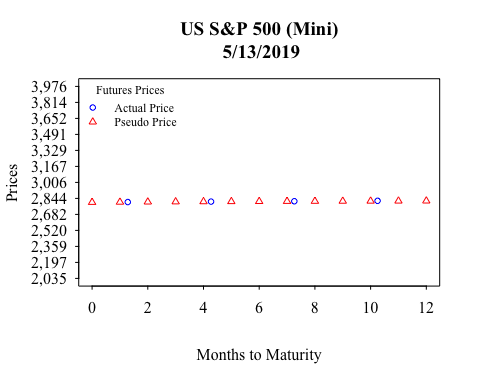 US S&P 500 (Mini)
5/13/2019
Futures Prices
Actual Price
Pseudo Price
Prices
3,976
3,814
3,652
3,491
3,329
3,167
3,006
2,844
2,682
2,520
2,359
2,197
2,035
0 2 4 6 8 10 12
Months to Maturity